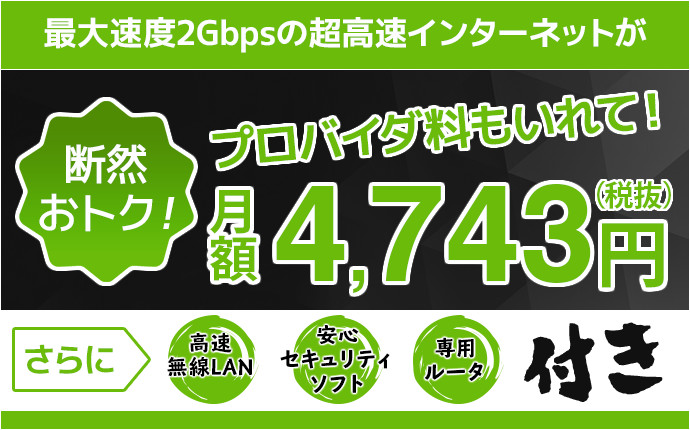 最大速度2Gbpsの超高速インターネットが
断然
おトク!
プロバイダ料もいれて!
月額
4,743円
(税抜)
さらに
高速
無線LAN
安心
セキュリティ
ソフト
専用
ルータ
付き